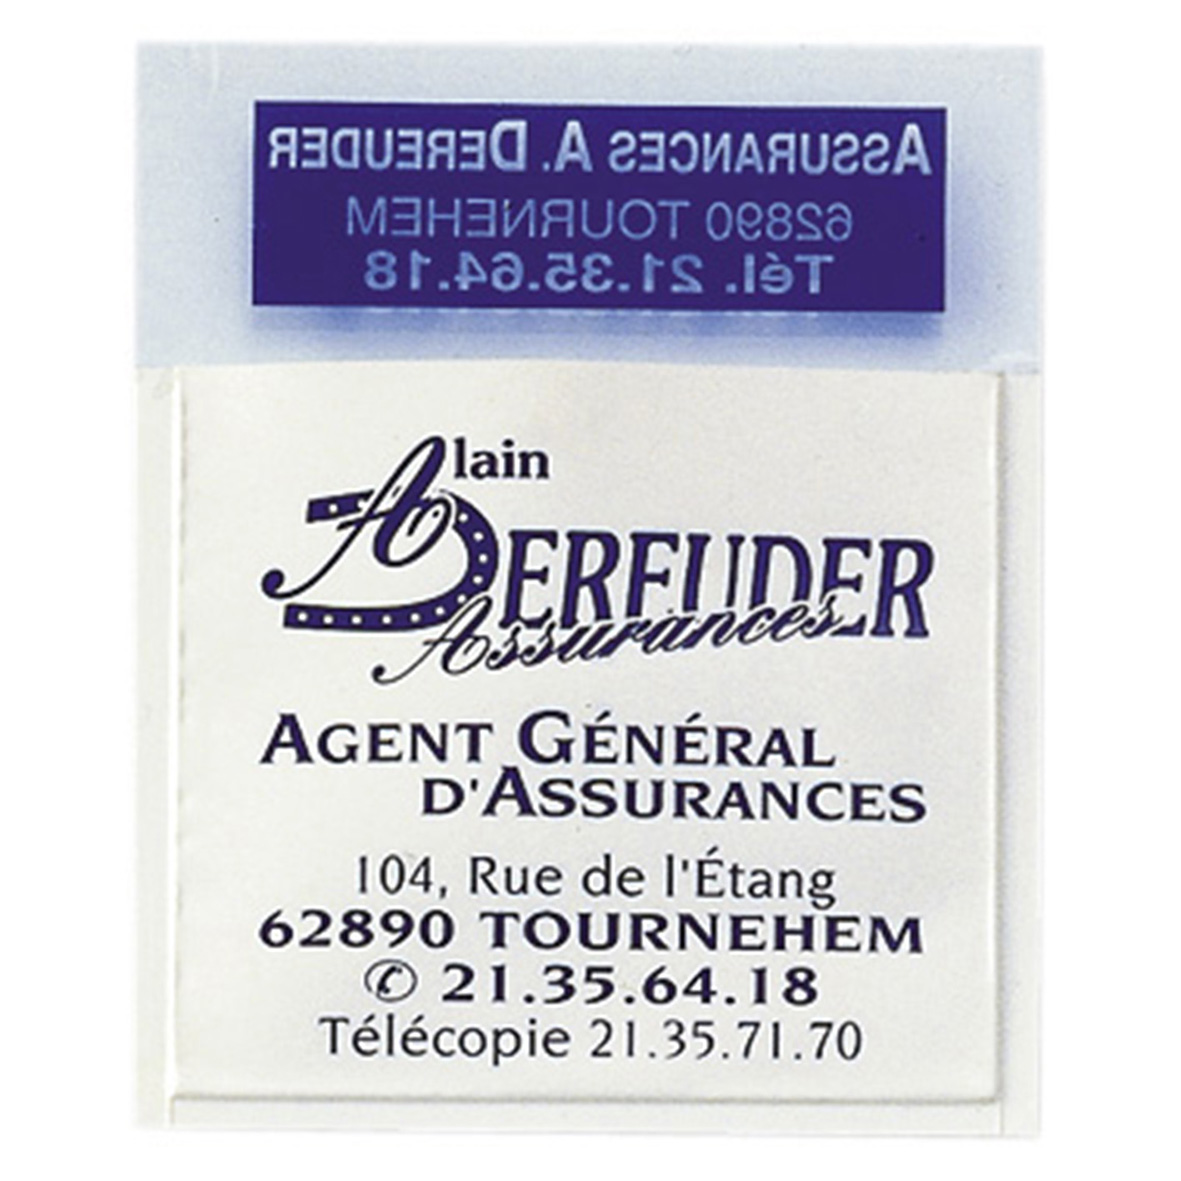 ASSURANCES A. DEREUDER
62890 TOURNEHEM
Tél. 21.35.64.18
Alain
DEREUDER
Assurances
AGENT GÉNÉRAL
D'ASSURANCES
104, Rue de l'Étang
62890 TOURNEHEM
✆ 21.35.64.18
Télécopie 21.35.71.70